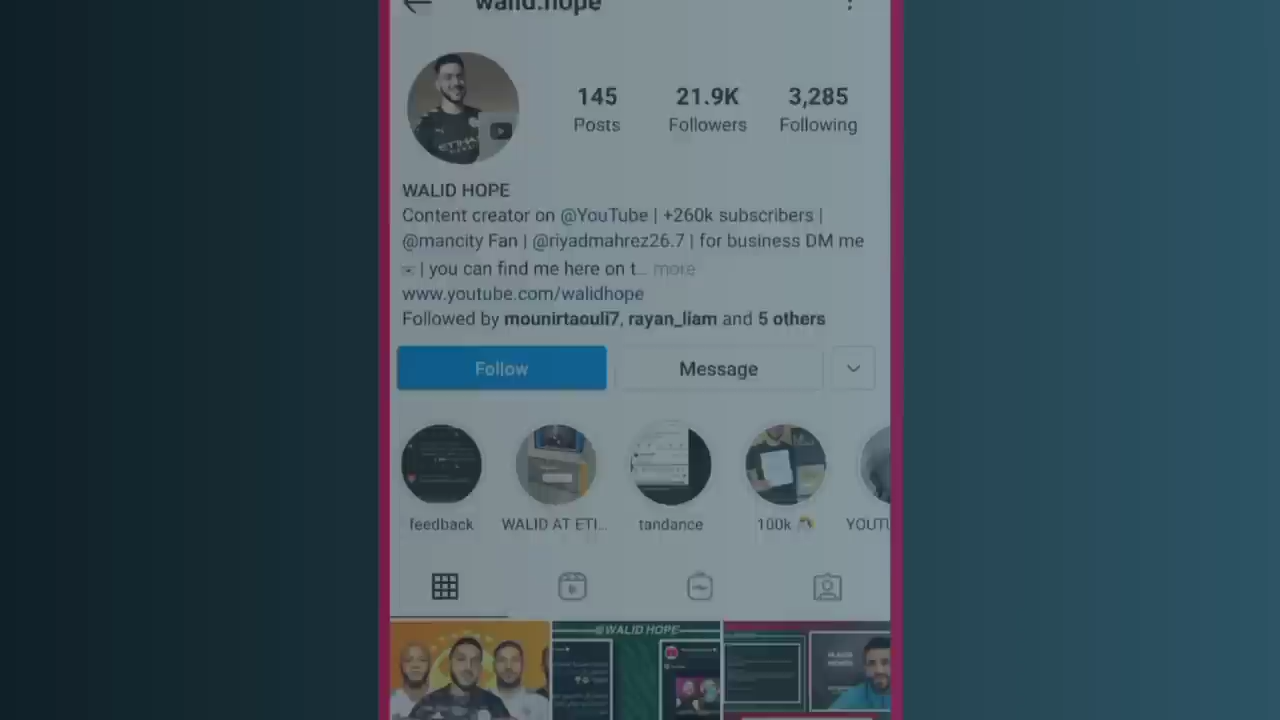 walid.hope
145
21.9K
3,285
Posts
Followers
Following
WALID HOPE
Content creator on @YouTube | +260k subscribers |
@mancity Fan | @riyadmahrez26.7 | for business DM me
✉ | you can find me here on t... more
www.youtube.com/walidhope
Followed by mounirtaouli7, rayan_liam and 5 others
Follow
Message
feedback
WALID AT ETI...
tandance
100k
YOUTU
@WALID HOPE